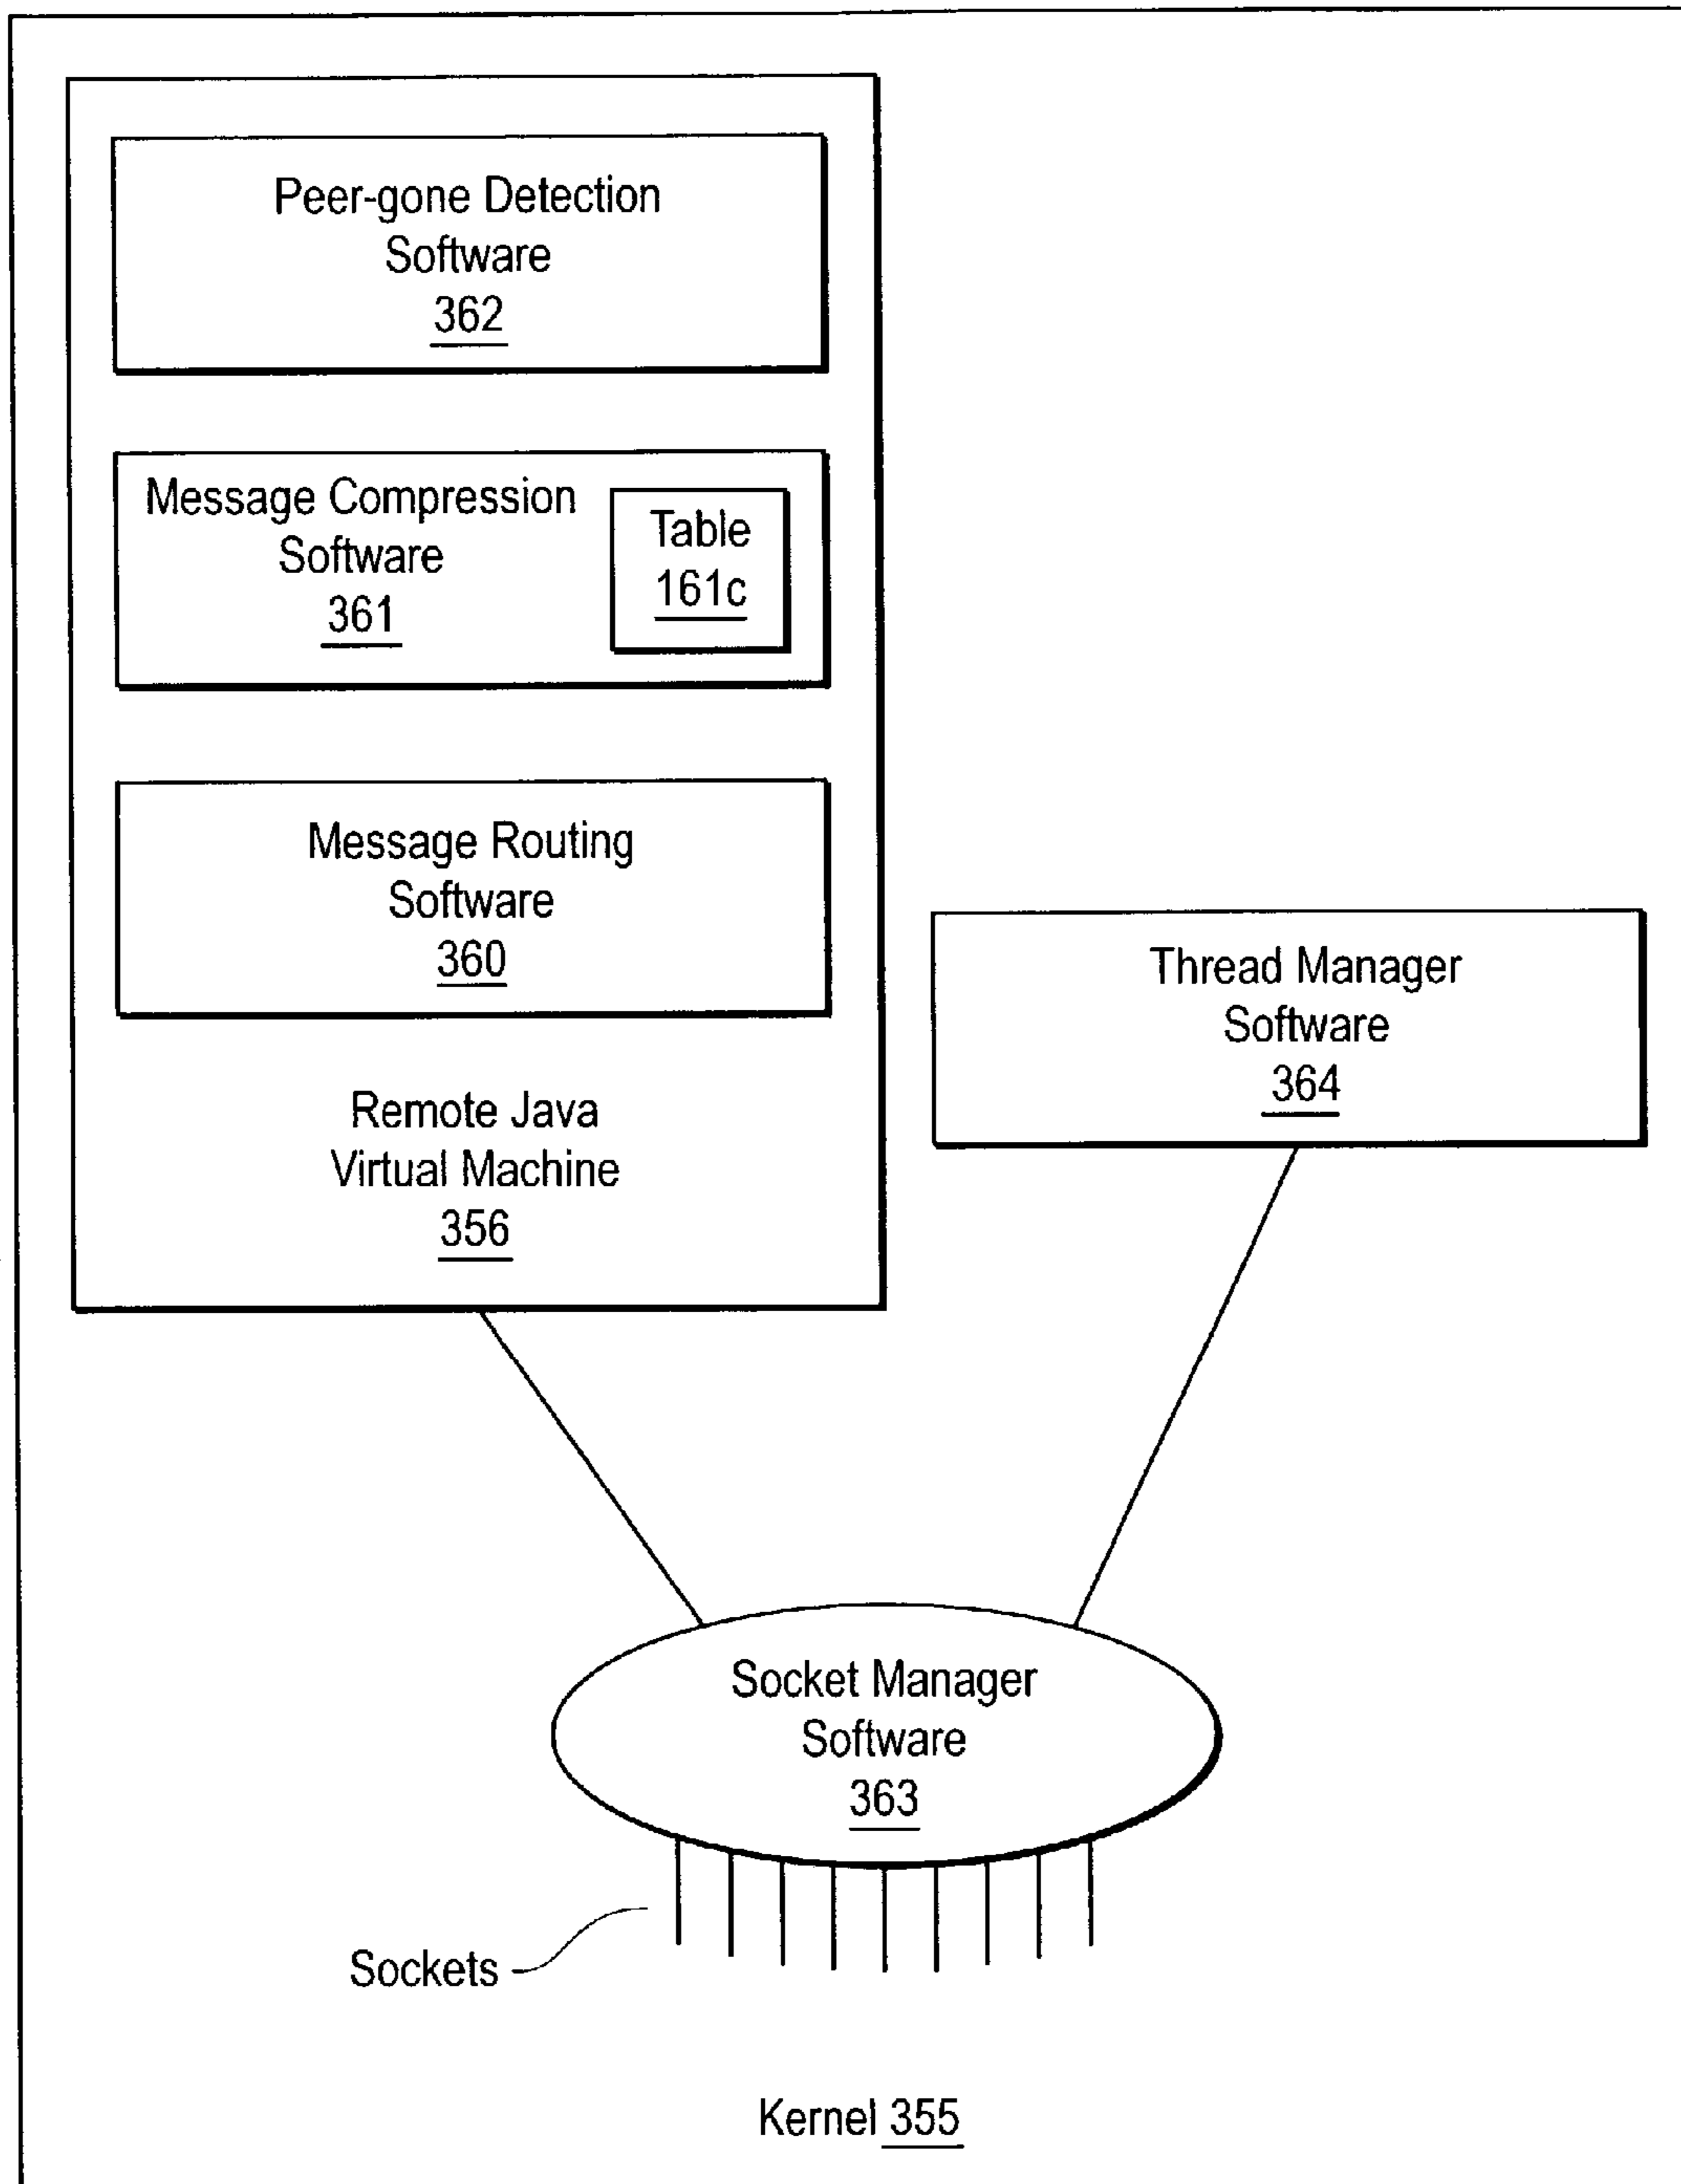 Peer-gone Detection
Software
362
Message Compression
Software
361
Table
161c
Message Routing
Software
360
Remote Java
Virtual Machine
356
Thread Manager
Software
364
Socket Manager
Software
363
Sockets
Kernel 355